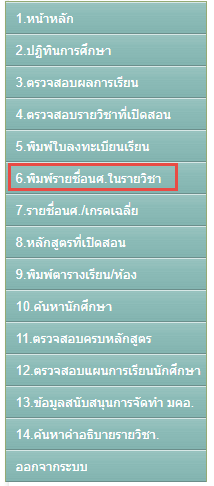 1.หน้าหลัก
2.ปฏิทินการศึกษา
3.ตรวจสอบผลการเรียน
4.ตรวจสอบรายวิชาที่เปิดสอน
5.พิมพ์ใบลงทะเบียนเรียน
6.พิมพ์รายชื่อนศ.ในรายวิชา
7.รายชื่อนศ./เกรดเฉลี่ย
8.หลักสูตรที่เปิดสอน
9.พิมพ์ตารางเรียน/ห้อง
10.ค้นหานักศึกษา
11.ตรวจสอบครบหลักสูตร
12.ตรวจสอบแผนการเรียนนักศึกษา
13.ข้อมูลสนับสนุนการจัดทำ มคอ.
14.ค้นหาคำอธิบายรายวิชา.
ออกจากระบบ